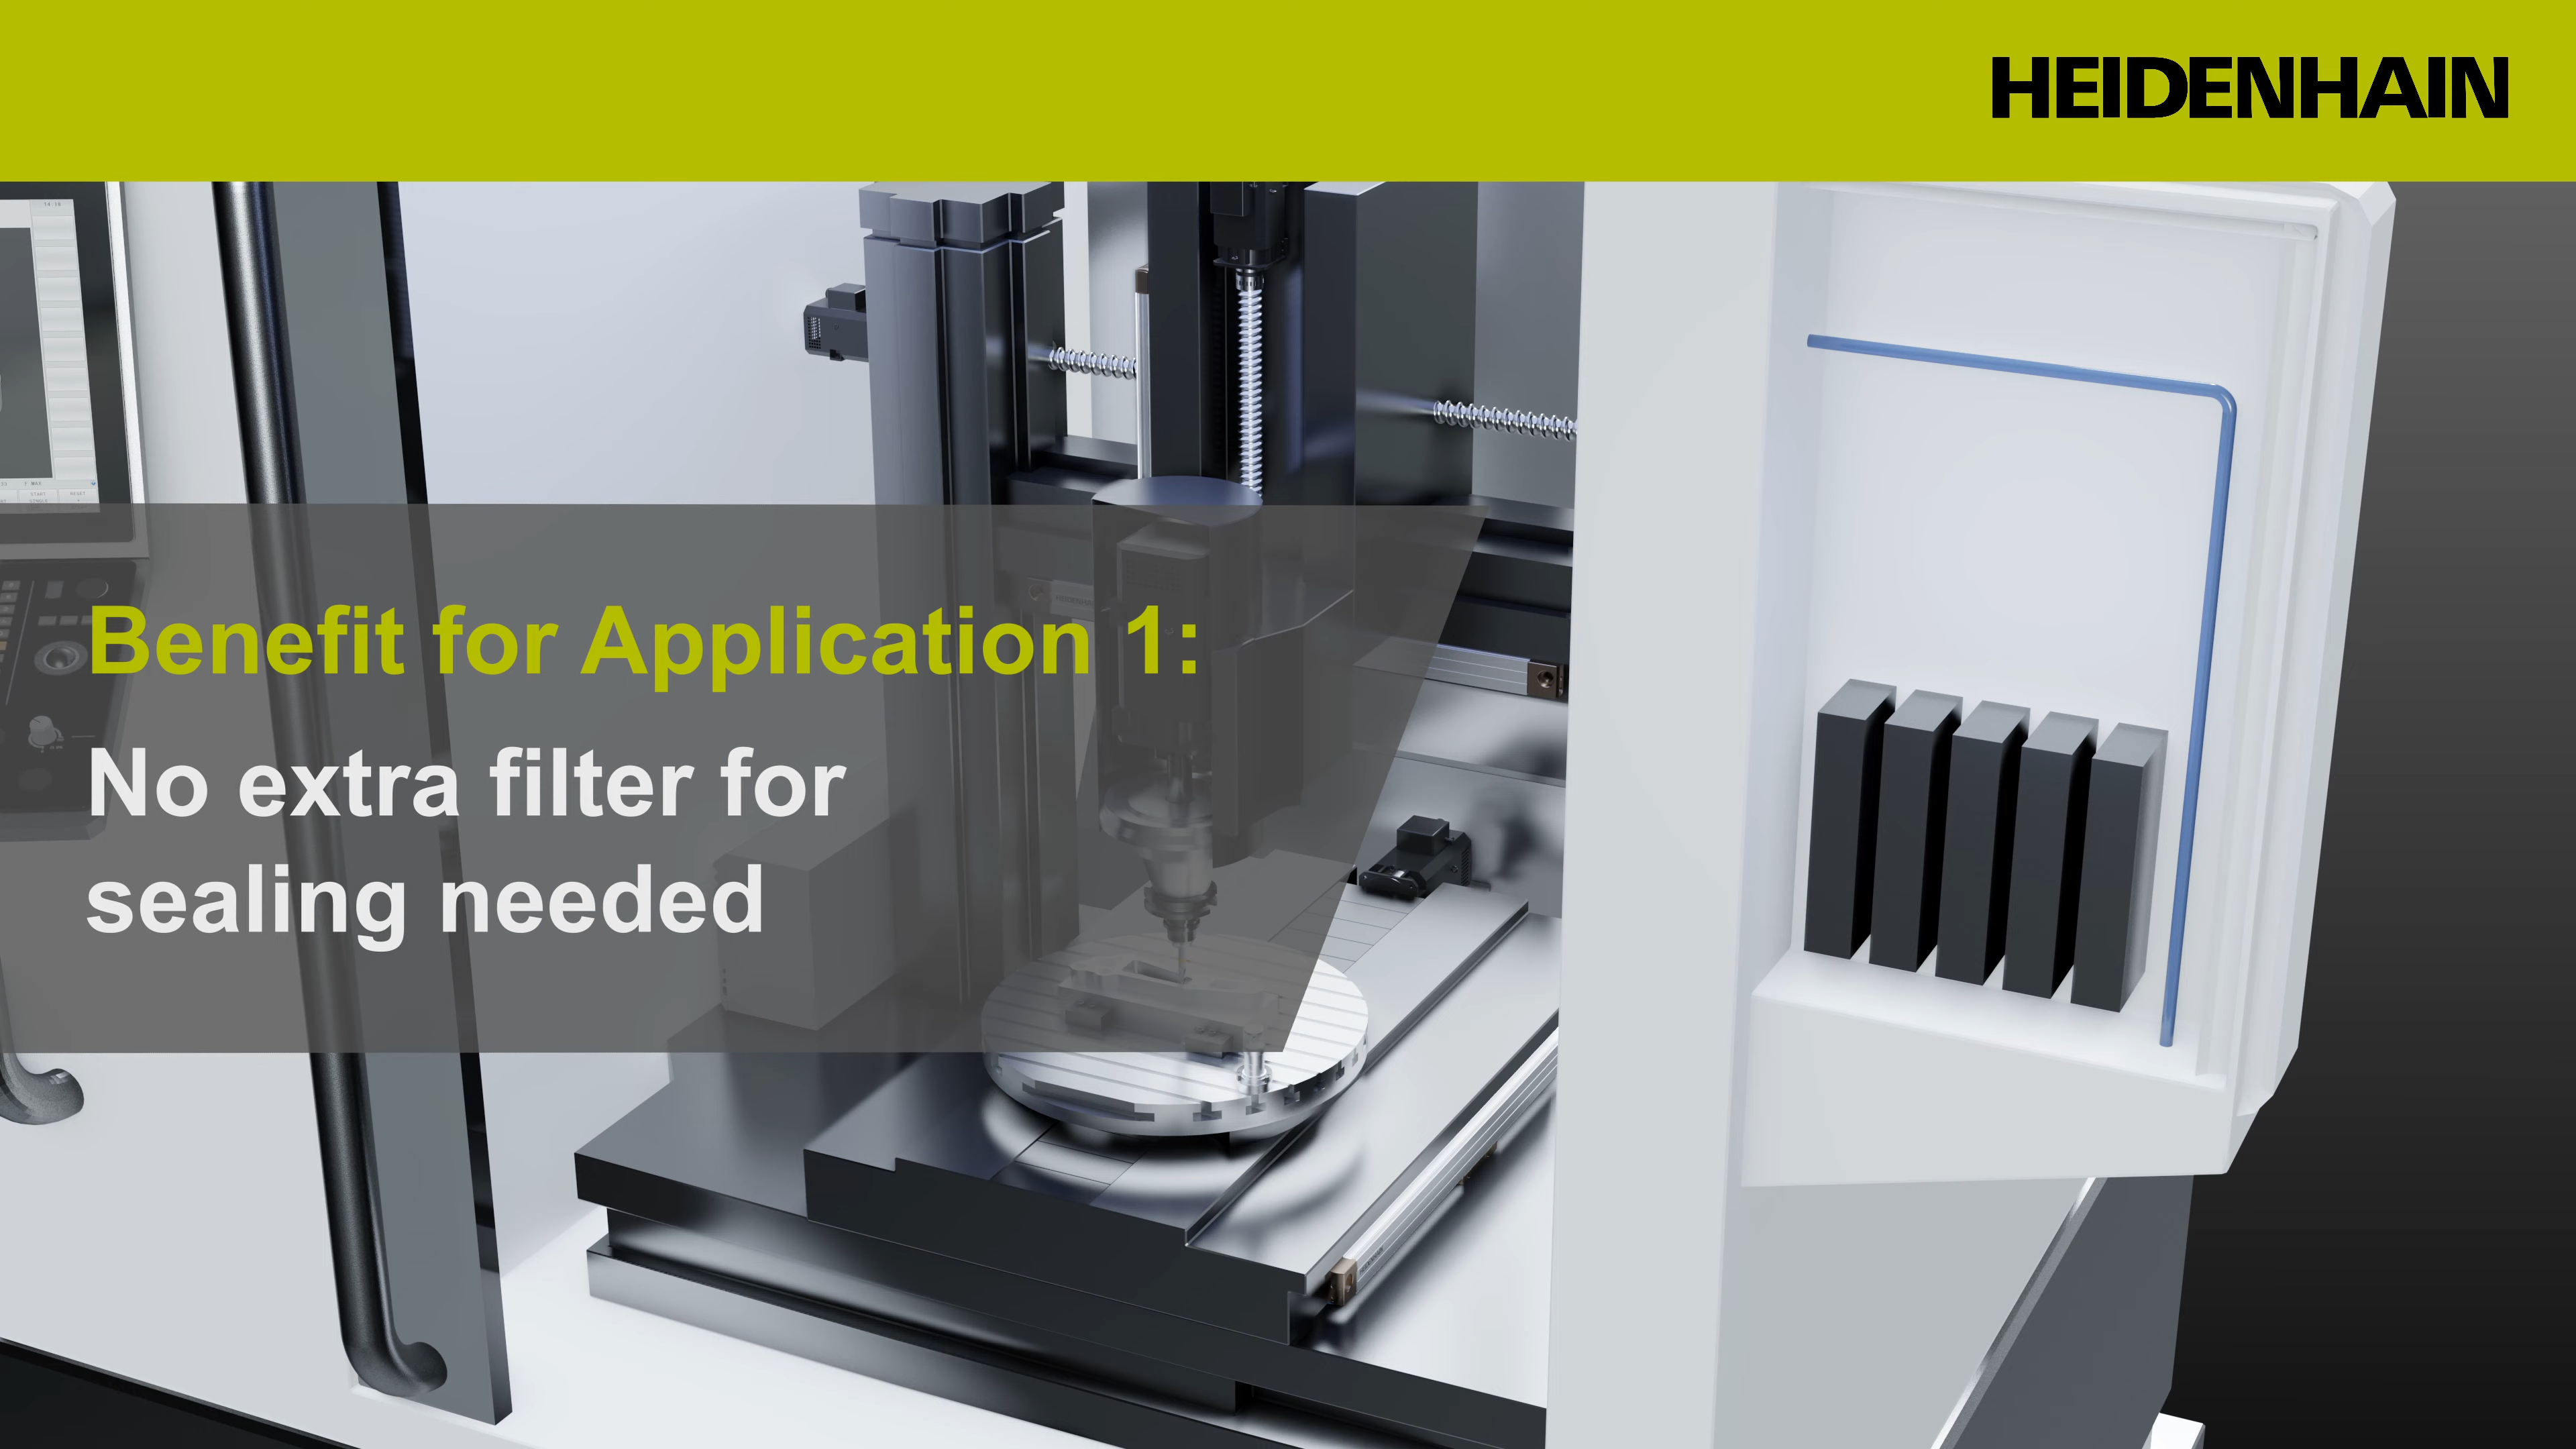 HEIDENHAIN
Benefit for Application 1:
No extra filter for
sealing needed